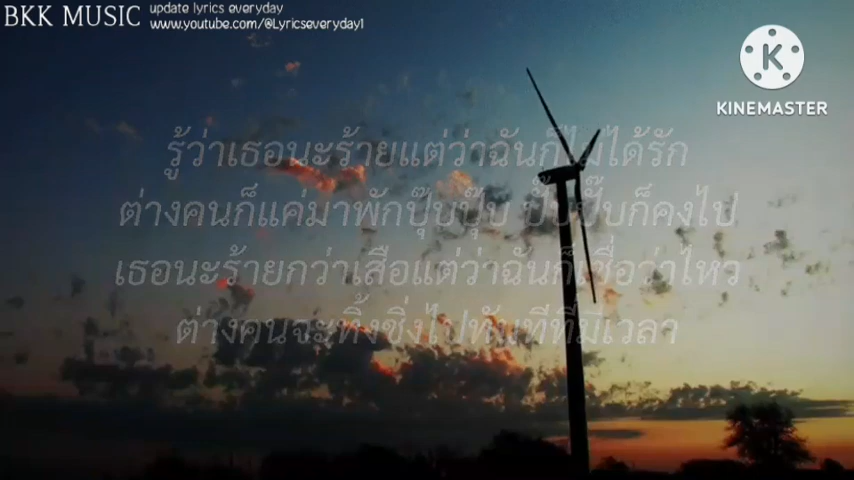 BKK MUSIC
update lyrics everyday
www.youtube.com/@Lyricseveryday1
K
KINEMASTER
รู้ว่าเธอนะร้ายแต่ว่าฉันก็ไม่ได้รัก
ต่างคนก็แค่มาพักปุ๊บปั๊บ ปั๊บปุ๊บก็คงไป
เธอนะร้ายกว่าเสือแต่ว่าฉันก็เชื่อว่าไหว
ต่างคนจะทิ้งซิ่งไปทันทีที่มีเวลา